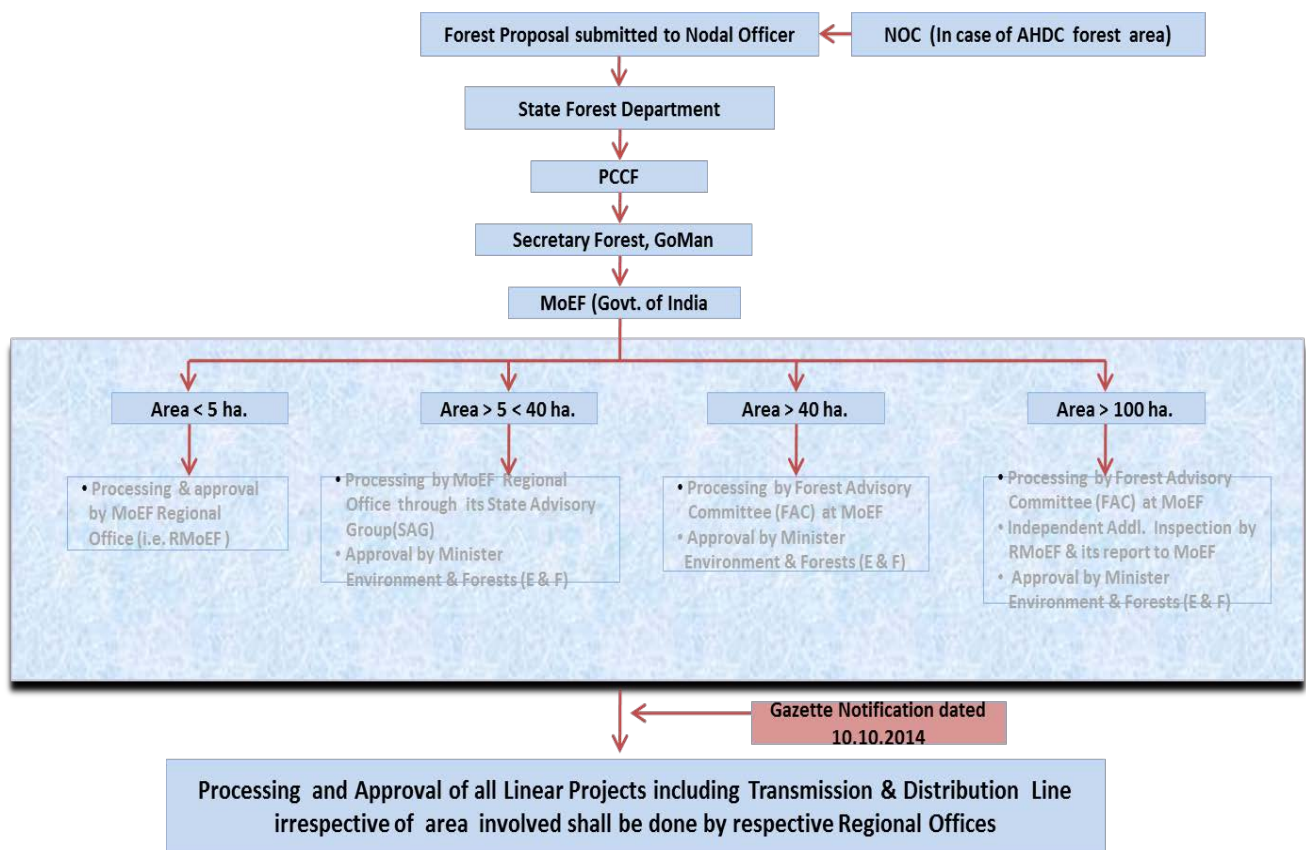 Forest Proposal submitted to Nodal Officer
NOC (In case of AHDC forest area)
State Forest Department
PCCF
Secretary Forest, GoMan
MoEF (Govt. of India
Area < 5 ha.
Area > 5 < 40 ha.
Area > 40 ha.
Area > 100 ha.
• Processing & approval
by MoEF Regional
Office (i.e. RMoEF )
• Processing by MoEF Regional
Office through its State Advisory
Group(SAG)
• Approval by Minister
Environment & Forests (E & F)
• Processing by Forest Advisory
Committee (FAC) at MoEF
• Approval by Minister
Environment & Forests (E & F)
• Processing by Forest Advisory
Committee (FAC) at MoEF
• Independent Addl. Inspection by
RMoEF & its report to MoEF
• Approval by Minister
Environment & Forests (E & F)
Gazette Notification dated
10.10.2014
Processing and Approval of all Linear Projects including Transmission & Distribution Line
irrespective of area involved shall be done by respective Regional Offices